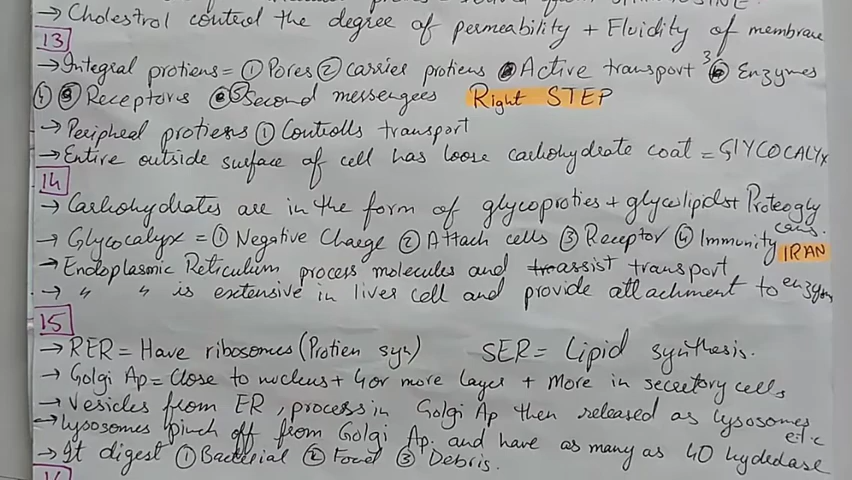 → Cholestrol control the degree of permeability + Fluidity of membrane
13
→ Integral protiens = ① Pores ② Carrier protiens Active transport 3 Enzymes
4 Receptors 5 Second messengers Right STEP
→ Peripheal protiens ① Controlls transport
→ Entire outside surface of cell has loose carbohydrate coat = GlYCOCALYx
14
→ Carbohydrates are in the form of glycoproties + glycolipids + Proteogly
cans.
→ Glycocalyx = ① Negative Charge ② Attach cells ③ Receptor ④ Immunity IRAN
→ Endoplasmic Reticulum process molecules and assist transport
→ " " is extensive in liver cell and provide attachment to enzym
15
→ RER = Have ribosomes (Protien syn) SER = Lipid synthesis.
→ Golgi Ap = Close to nucleus + 4 or more layer + More in secretory cells
→ Vesicles from ER, process in Golgi Ap then released as lysosomes
etc
→ lysosomes pinch off from Golgi Ap. and have as many as 40 hydedase
→ It digest ① Bacterial ② Food ③ Debris.